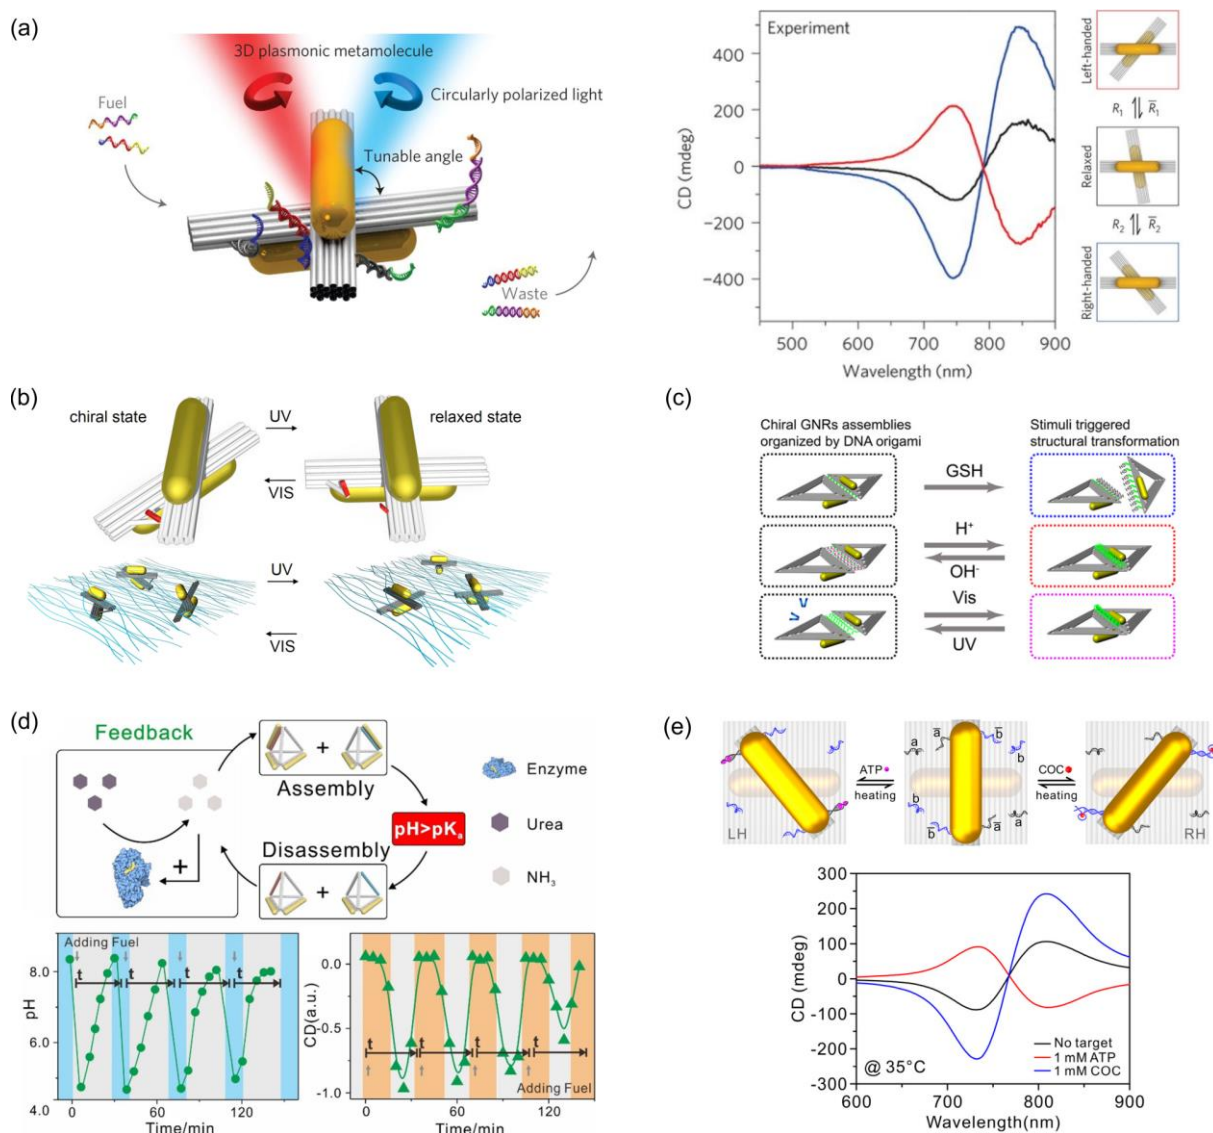 (a)
3D plasmonic metamolecule
Fuel
Circularly polarized light
Tunable angle
Waste
Experiment
400
200
0
-200
-400
CD (mdeg)
500
600
700
800
900
Wavelength (nm)
Left-handed
R₁ ⇌ R̅₁
Relaxed
R₂ ⇌ R̅₂
Right-handed
(b)
chiral state
UV
relaxed state
VIS
UV
VIS
(c)
Chiral GNRs assemblies
organized by DNA origami
Stimuli triggered
structural transformation
GSH
H⁺
OH⁻
Vis
UV
(d)
Feedback
Assembly
pH>pKₐ
Disassembly
Enzyme
Urea
NH₃
Adding Fuel
t
t
t
t
8.0
6.0
4.0
pH
0
60
120
Time/min
0.0
-0.5
-1.0
CD(a.u.)
t
t
t
t
Adding Fuel
0
60
120
Time/min
(e)
LH
ATP
heating
a
a̅
b̅
b
b
b̅
a̅
a
COC
heating
RH
300
200
100
0
-100
-200
-300
CD (mdeg)
@ 35°C
No target
1 mM ATP
1 mM COC
600
700
800
900
Wavelength(nm)